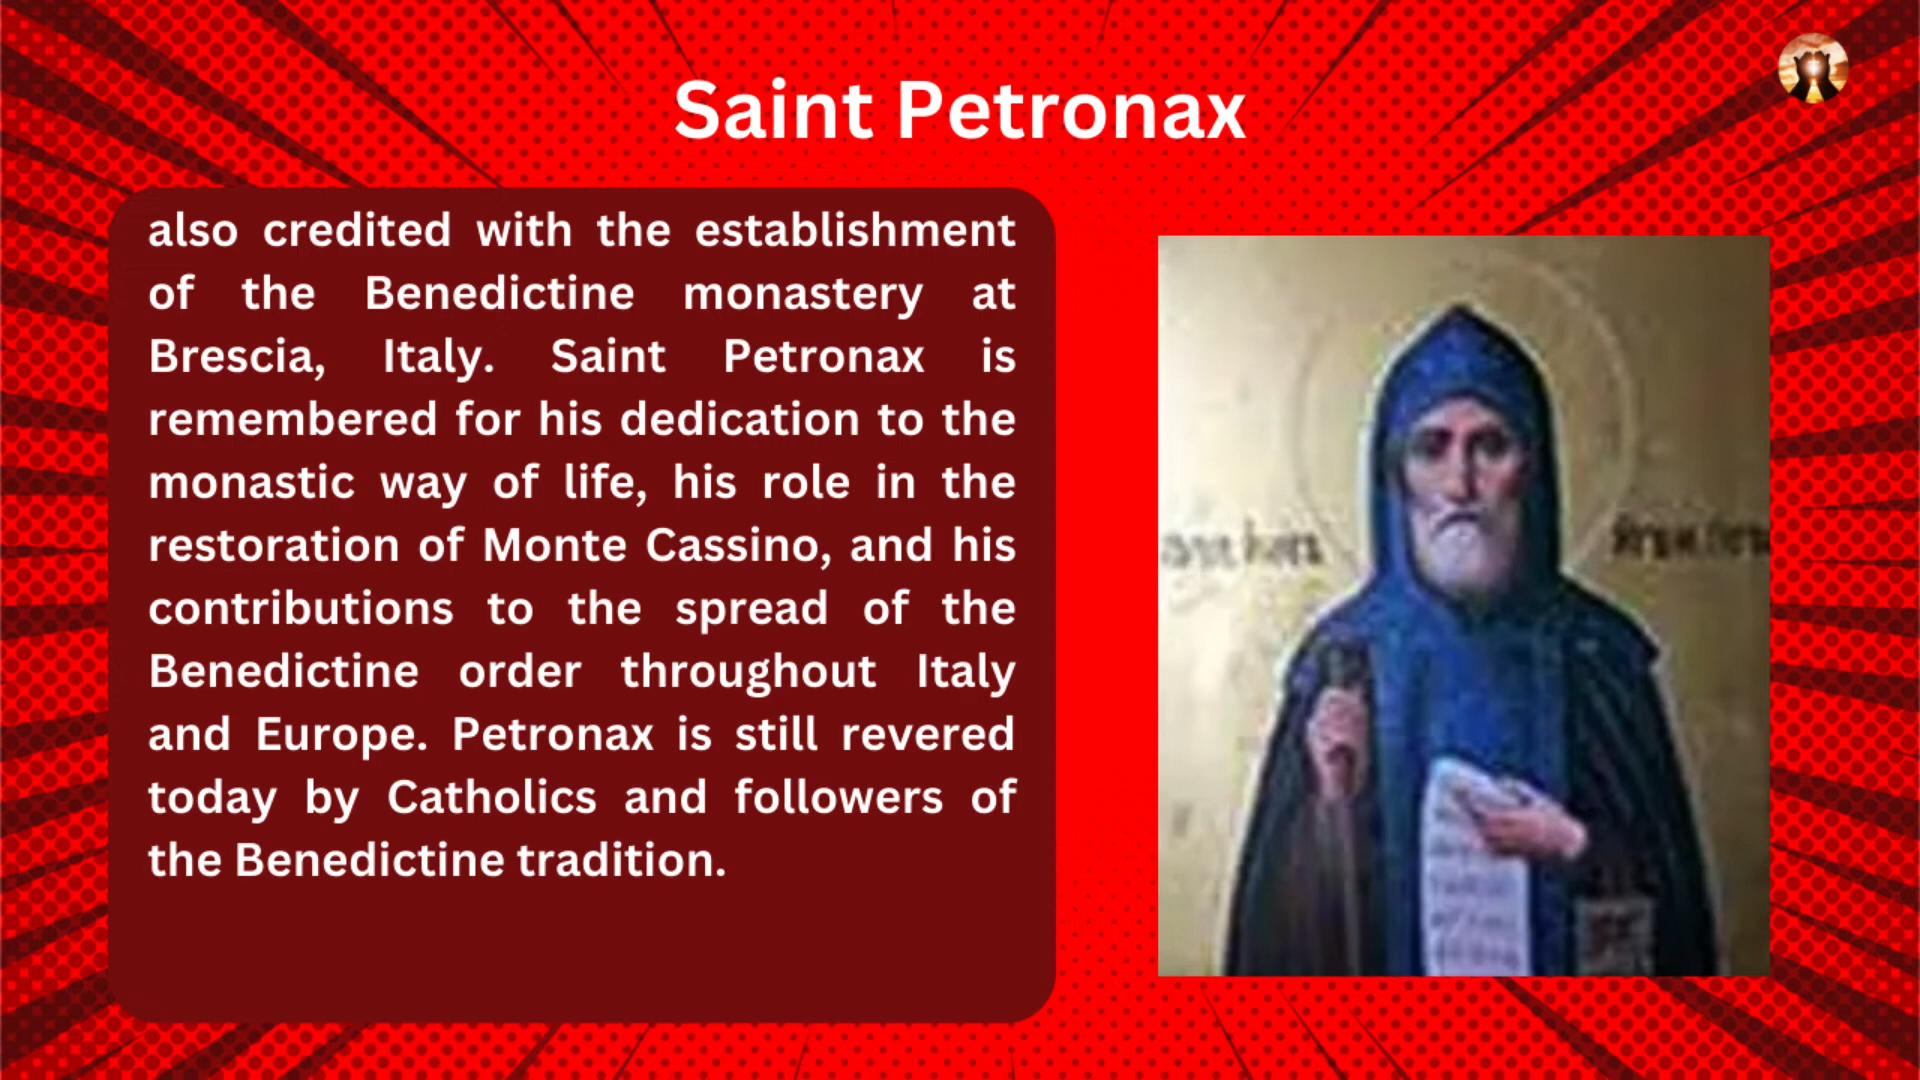 Saint Petronax
also credited with the establishment
of the Benedictine monastery at
Brescia, Italy. Saint Petronax is
remembered for his dedication to the
monastic way of life, his role in the
restoration of Monte Cassino, and his
contributions to the spread of the
Benedictine order throughout Italy
and Europe. Petronax is still revered
today by Catholics and followers of
the Benedictine tradition.